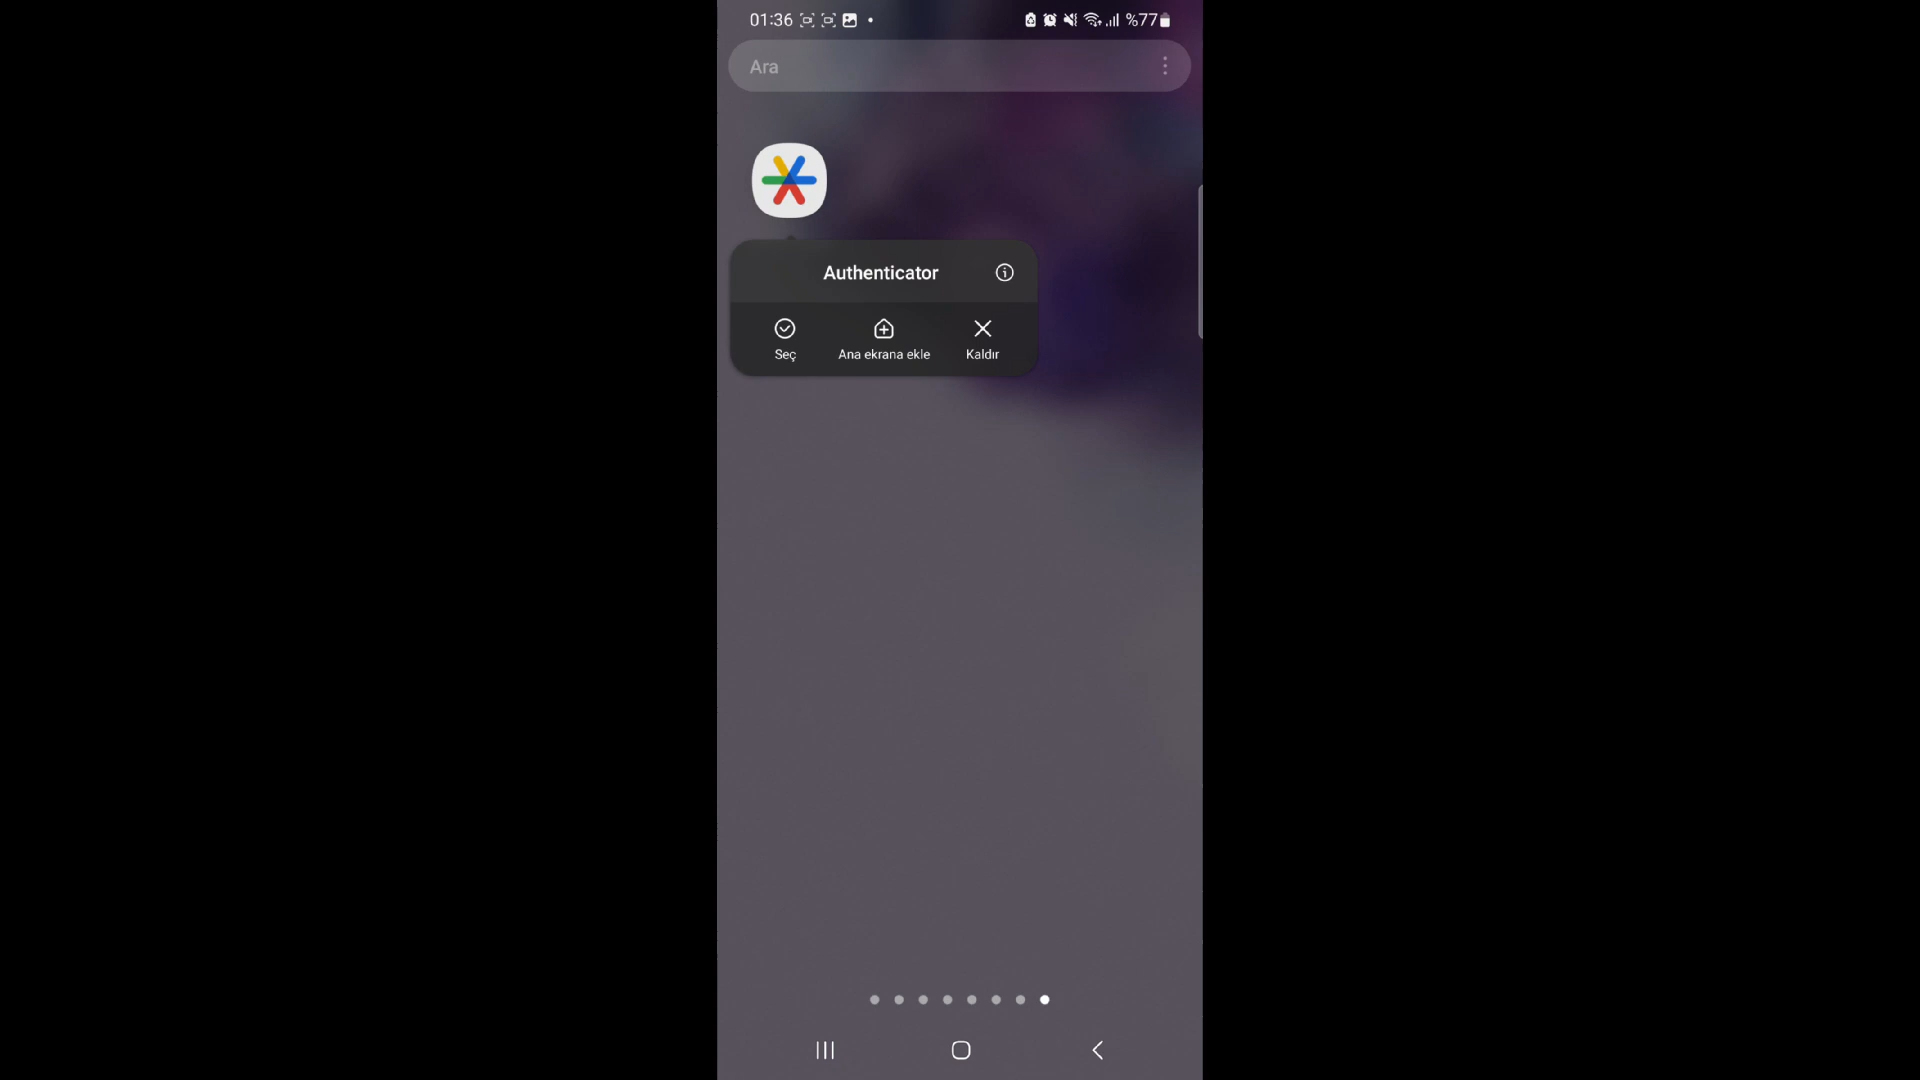 01:36 %77
Ara
Authenticator
Seç Ana ekrana ekle Kaldır